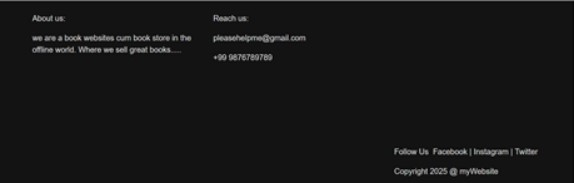 About us:
we are a book websites cum book store in the
offline world. Where we sell great books.....
Reach us:
pleasehelpme@gmail.com
+99 9876789789
Follow Us  Facebook | Instagram | Twitter
Copyright 2025 @ myWebsite